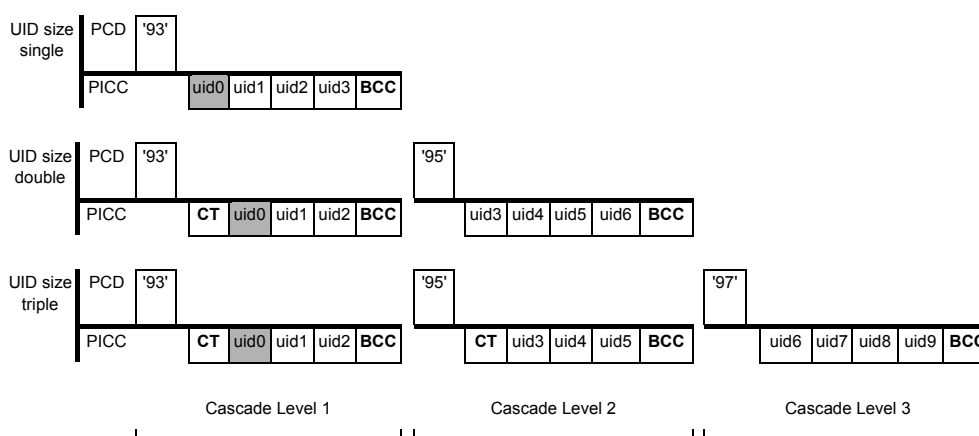 UID size single PCD '93'
PICC uid0 uid1 uid2 uid3 BCC
UID size double PCD '93' '95'
PICC CT uid0 uid1 uid2 BCC uid3 uid4 uid5 uid6 BCC
UID size triple PCD '93' '95' '97'
PICC CT uid0 uid1 uid2 BCC CT uid3 uid4 uid5 BCC uid6 uid7 uid8 uid9 BCC
Cascade Level 1 Cascade Level 2 Cascade Level 3